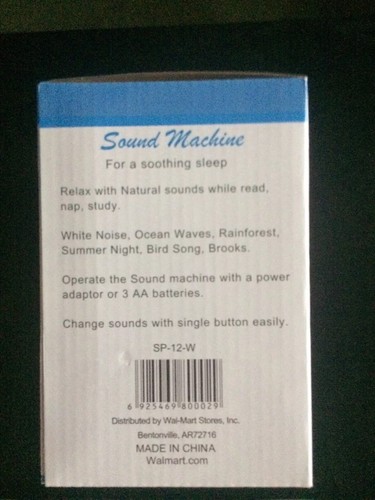 Sound Machine
For a soothing sleep
Relax with Natural sounds while read,
nap, study.
White Noise, Ocean Waves, Rainforest,
Summer Night, Bird Song, Brooks.
Operate the Sound machine with a power
adaptor or 3 AA batteries.
Change sounds with single button easily.
SP-12-W
6 925469 800029
Distributed by Wal-Mart Stores, Inc.
Bentonville, AR72716
MADE IN CHINA
Walmart.com